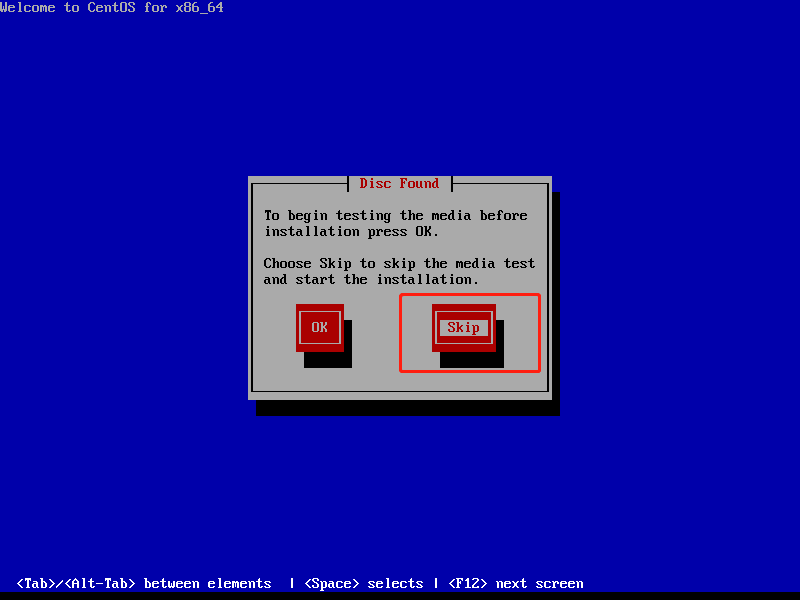 Welcome to CentOS for x86_64
Disc Found
To begin testing the media before
installation press OK.
Choose Skip to skip the media test
and start the installation.
OK Skip
<Tab>/<Alt-Tab> between elements | <Space> selects | <F12> next screen